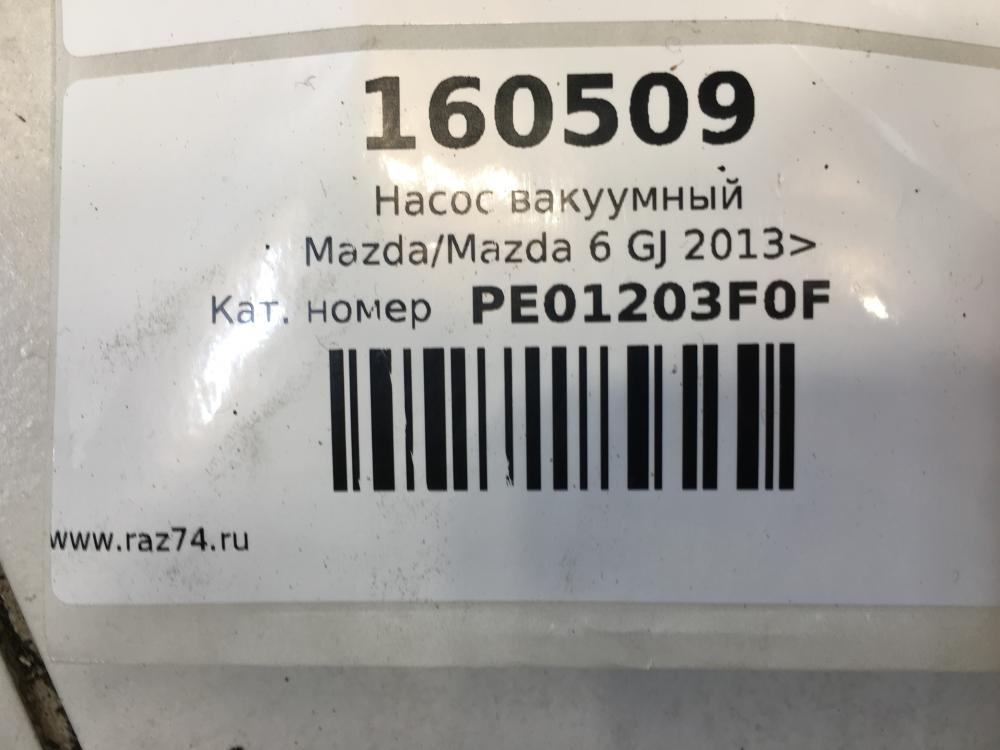 160509
Насос вакуумный
Mazda/Mazda 6 GJ 2013>
Кат. номер PE01203F0F
www.raz74.ru